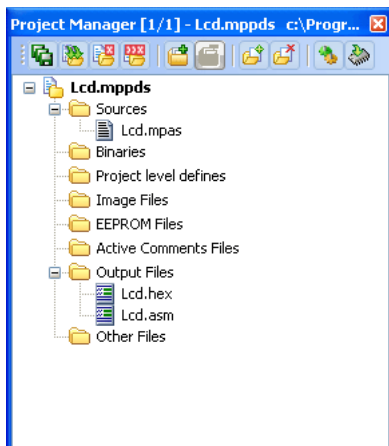 Project Manager [1/1] - Lcd.mppds c:\Progr...
Lcd.mppds
Sources
Lcd.mpas
Binaries
Project level defines
Image Files
EEPROM Files
Active Comments Files
Output Files
Lcd.hex
Lcd.asm
Other Files